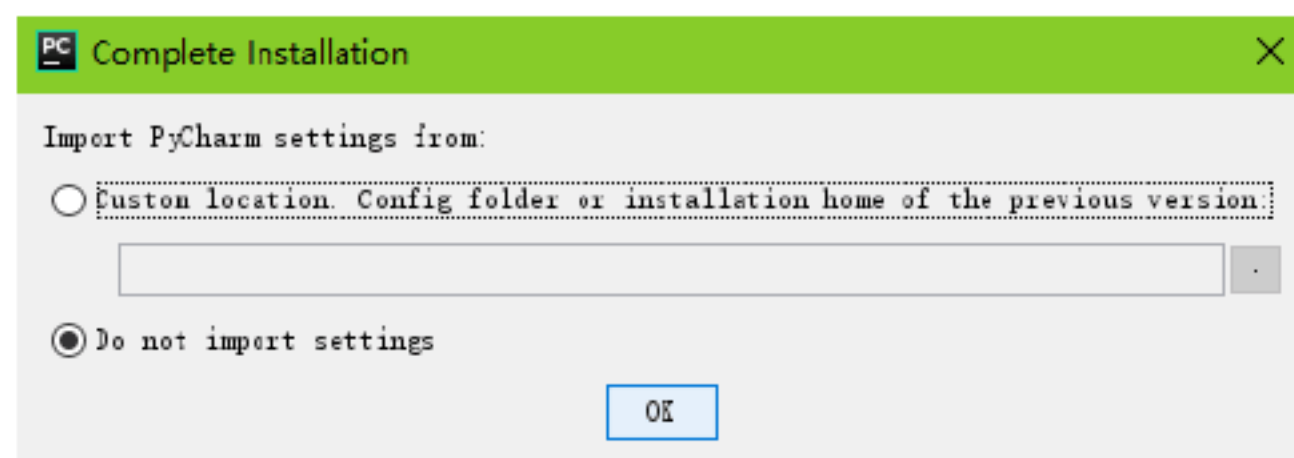 PC Complete Installation
Import PyCharm settings from:
Custom location. Config folder or installation home of the previous version:
Do not import settings
OK